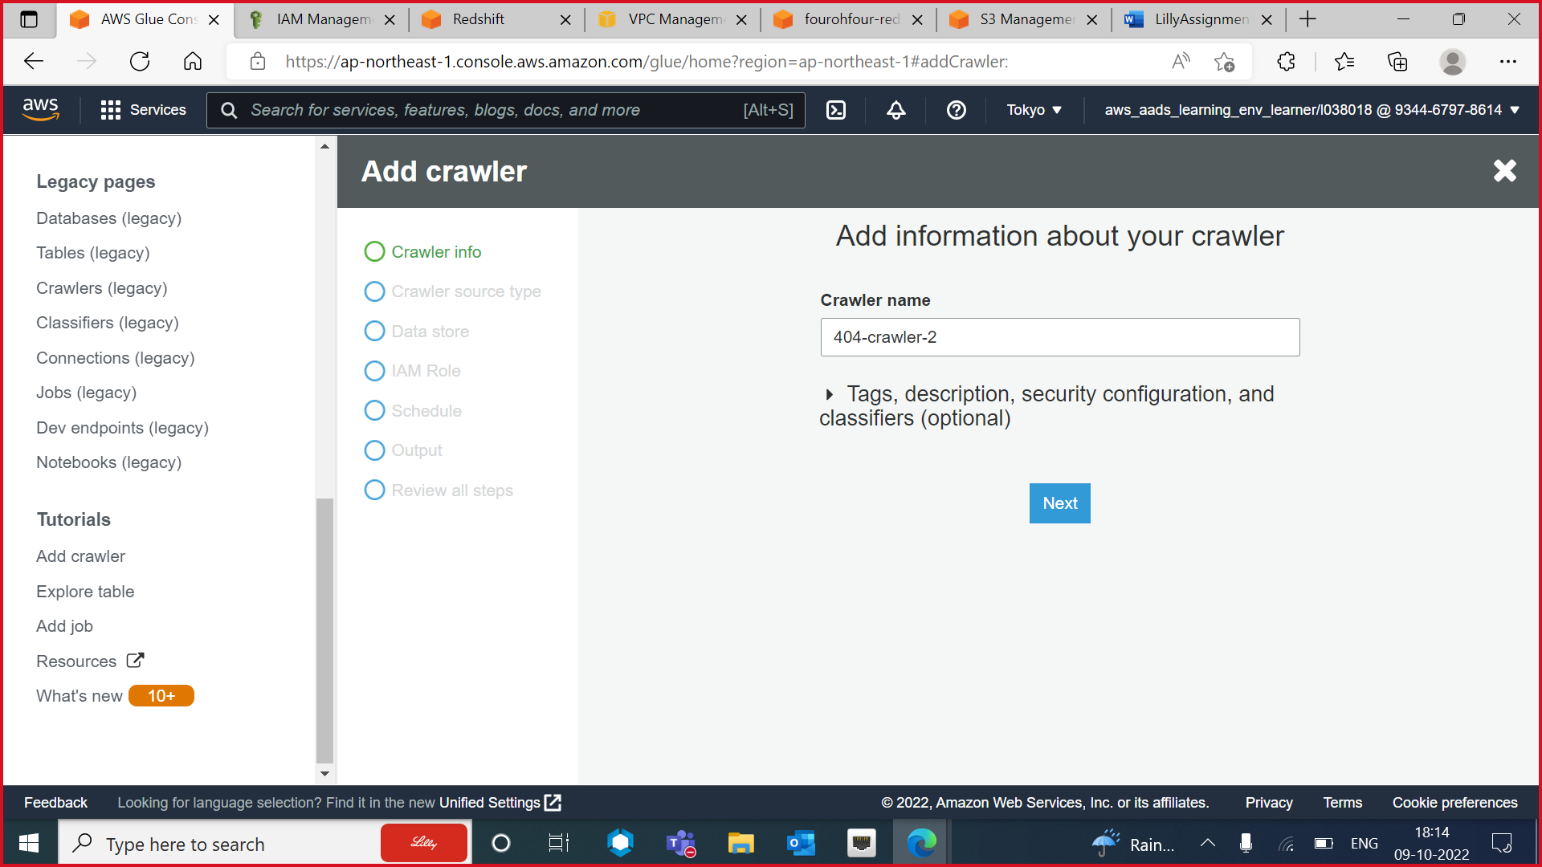 AWS Glue Cons
IAM Managem
Redshift
VPC Managem
fourohfour-red
S3 Manageme
LillyAssignmen
https://ap-northeast-1.console.aws.amazon.com/glue/home?region=ap-northeast-1#addCrawler:
aws
Services
Search for services, features, blogs, docs, and more
[Alt+S]
Tokyo
aws_aads_learning_env_learner/l038018 @ 9344-6797-8614
Legacy pages
Databases (legacy)
Tables (legacy)
Crawlers (legacy)
Classifiers (legacy)
Connections (legacy)
Jobs (legacy)
Dev endpoints (legacy)
Notebooks (legacy)
Tutorials
Add crawler
Explore table
Add job
Resources
What's new 10+
Add crawler
Crawler info
Crawler source type
Data store
IAM Role
Schedule
Output
Review all steps
Add information about your crawler
Crawler name
404-crawler-2
Tags, description, security configuration, and
classifiers (optional)
Next
Feedback
Looking for language selection? Find it in the new Unified Settings
© 2022, Amazon Web Services, Inc. or its affiliates.
Privacy
Terms
Cookie preferences
Type here to search
Lilly
Rain...
ENG
18:14
09-10-2022